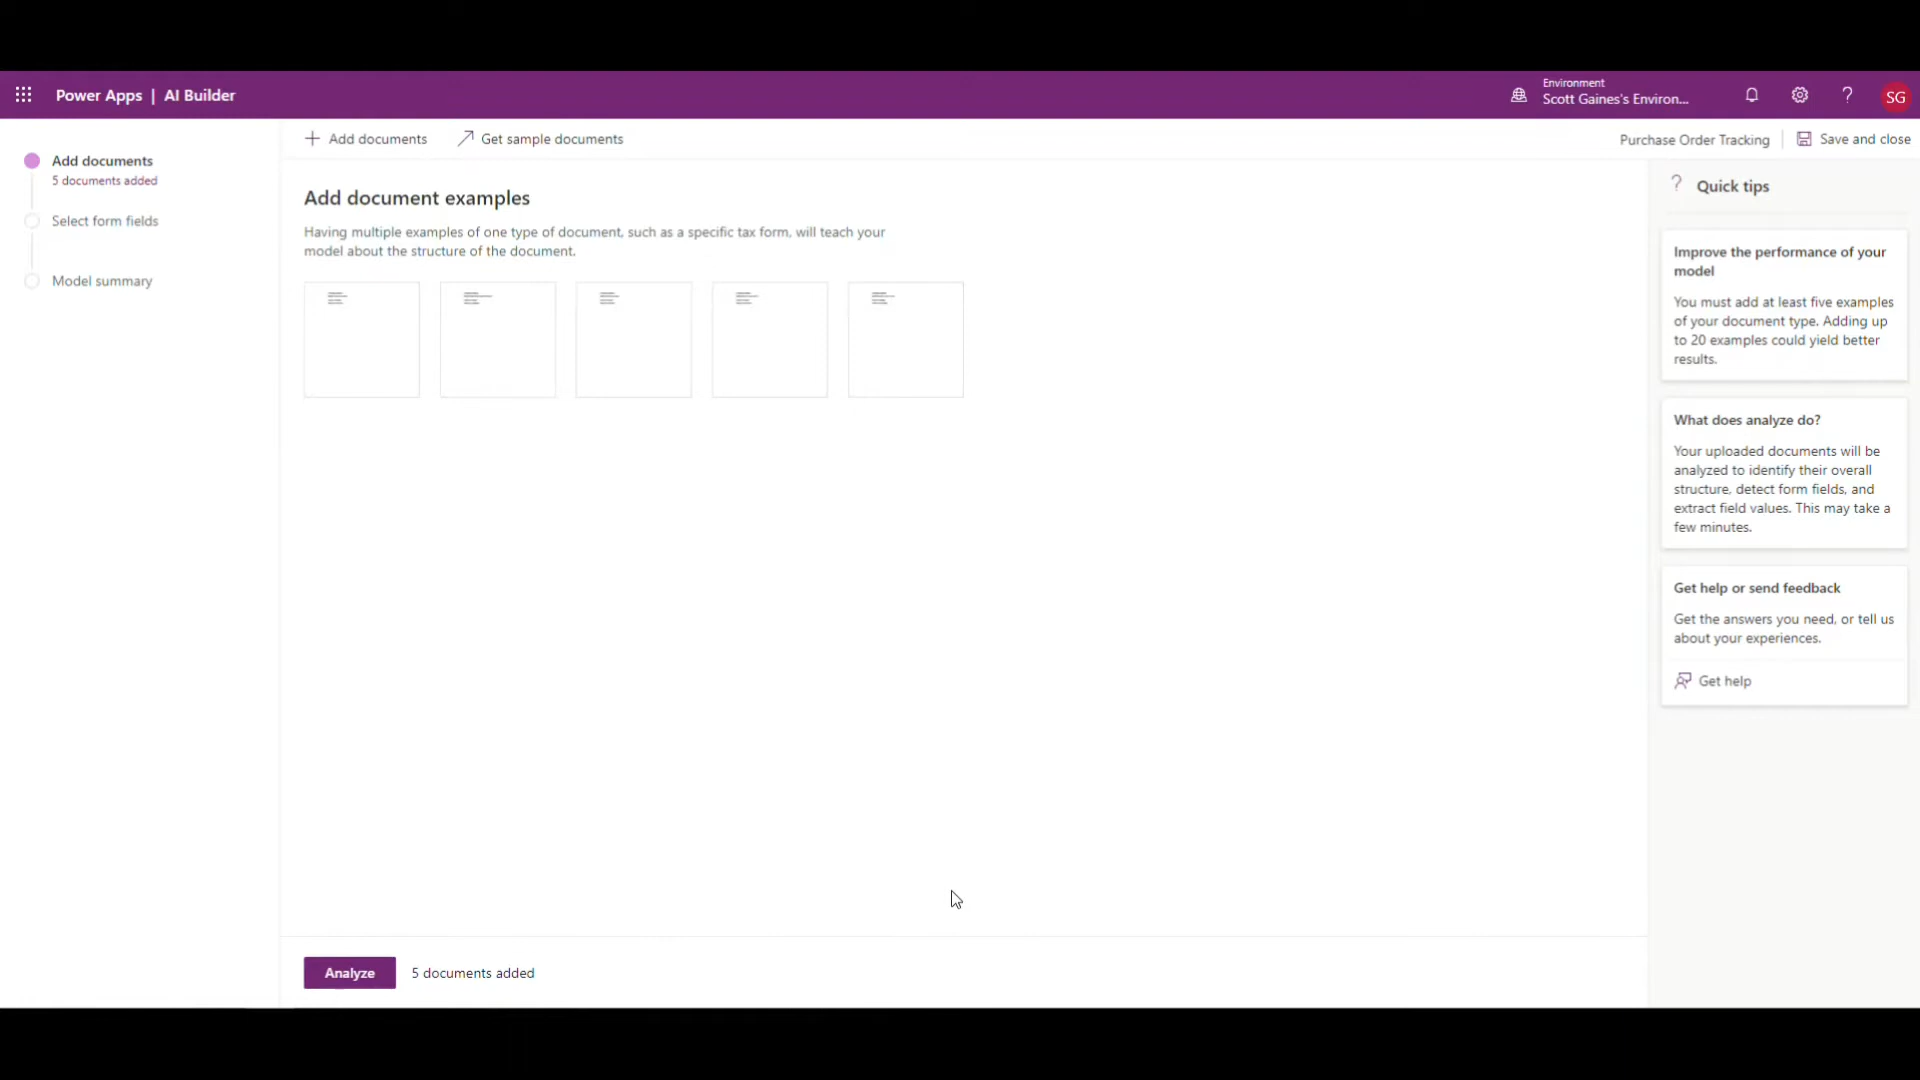 Power Apps | AI Builder
Environment
Scott Gaines's Environ...
SG
Add documents
5 documents added
Select form fields
Model summary
Add documents
Get sample documents
Purchase Order Tracking
Save and close
Add document examples
Having multiple examples of one type of document, such as a specific tax form, will teach your
model about the structure of the document.
Analyze
5 documents added
Quick tips
Improve the performance of your
model
You must add at least five examples
of your document type. Adding up
to 20 examples could yield better
results.
What does analyze do?
Your uploaded documents will be
analyzed to identify their overall
structure, detect form fields, and
extract field values. This may take a
few minutes.
Get help or send feedback
Get the answers you need, or tell us
about your experiences.
Get help